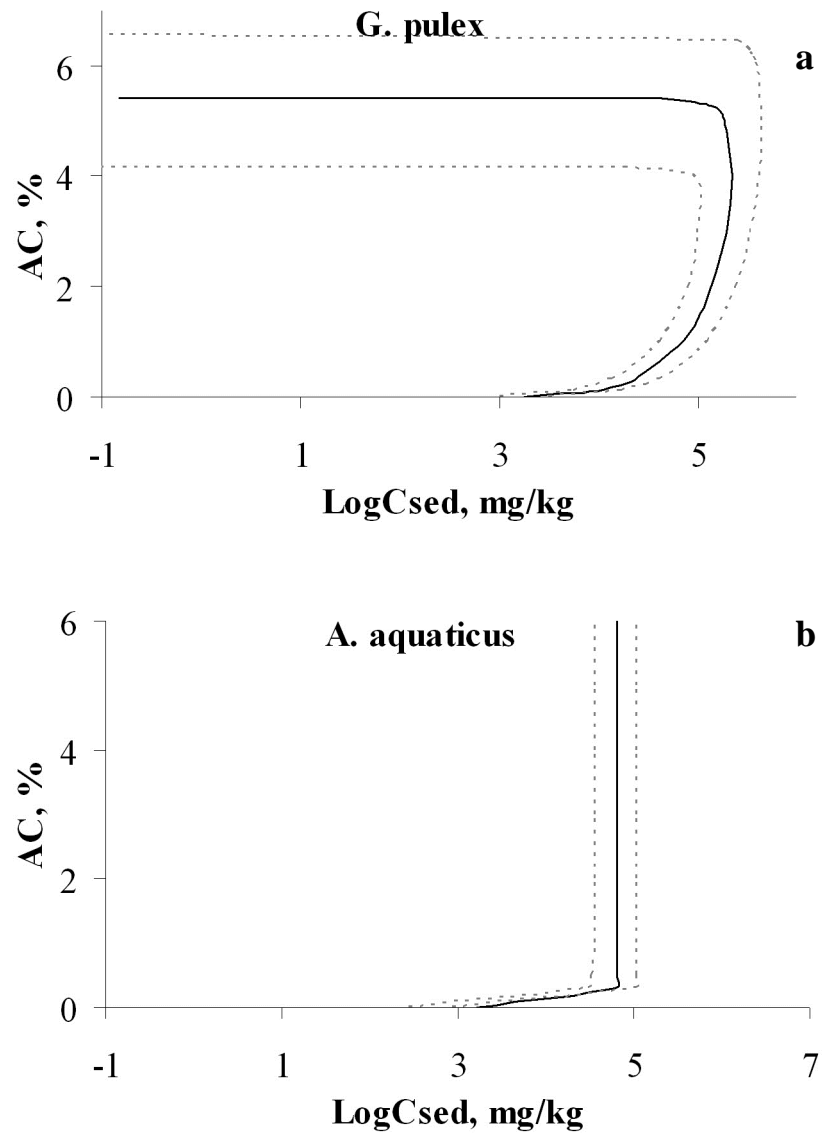 G. pulex
a
6
4
2
0
AC, %
-1 1 3 5
LogCsed, mg/kg
A. aquaticus
b
6
4
2
0
AC, %
-1 1 3 5 7
LogCsed, mg/kg